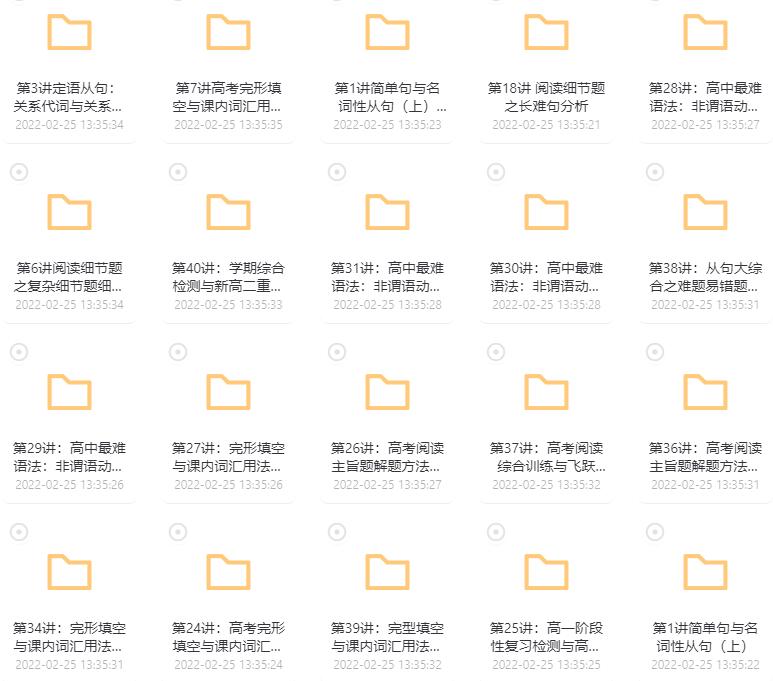 第3讲定语从句：
关系代词与关系...
2022-02-25 13:35:34
第7讲高考完形填
空与课内词汇用...
2022-02-25 13:35:35
第1讲简单句与名
词性从句（上）...
2022-02-25 13:35:23
第18讲 阅读细节题
之长难句分析
2022-02-25 13:35:21
第28讲：高中最难
语法：非谓语动...
2022-02-25 13:35:27
第6讲阅读细节题
之复杂细节题细...
2022-02-25 13:35:34
第40讲：学期综合
检测与新高二重...
2022-02-25 13:35:33
第31讲：高中最难
语法：非谓语动...
2022-02-25 13:35:28
第30讲：高中最难
语法：非谓语动...
2022-02-25 13:35:28
第38讲：从句大综
合之难题易错题...
2022-02-25 13:35:31
第29讲：高中最难
语法：非谓语动...
2022-02-25 13:35:26
第27讲：完形填空
与课内词汇用法...
2022-02-25 13:35:26
第26讲：高考阅读
主旨题解题方法...
2022-02-25 13:35:27
第37讲：高考阅读
综合训练与飞跃...
2022-02-25 13:35:32
第36讲：高考阅读
主旨题解题方法...
2022-02-25 13:35:31
第34讲：完形填空
与课内词汇用法...
2022-02-25 13:35:31
第24讲：高考完形
填空与课内词汇...
2022-02-25 13:35:24
第39讲：完型填空
与课内词汇用法...
2022-02-25 13:35:32
第25讲：高一阶段
性复习检测与高...
2022-02-25 13:35:25
第1讲简单句与名
词性从句（上）
2022-02-25 13:35:22